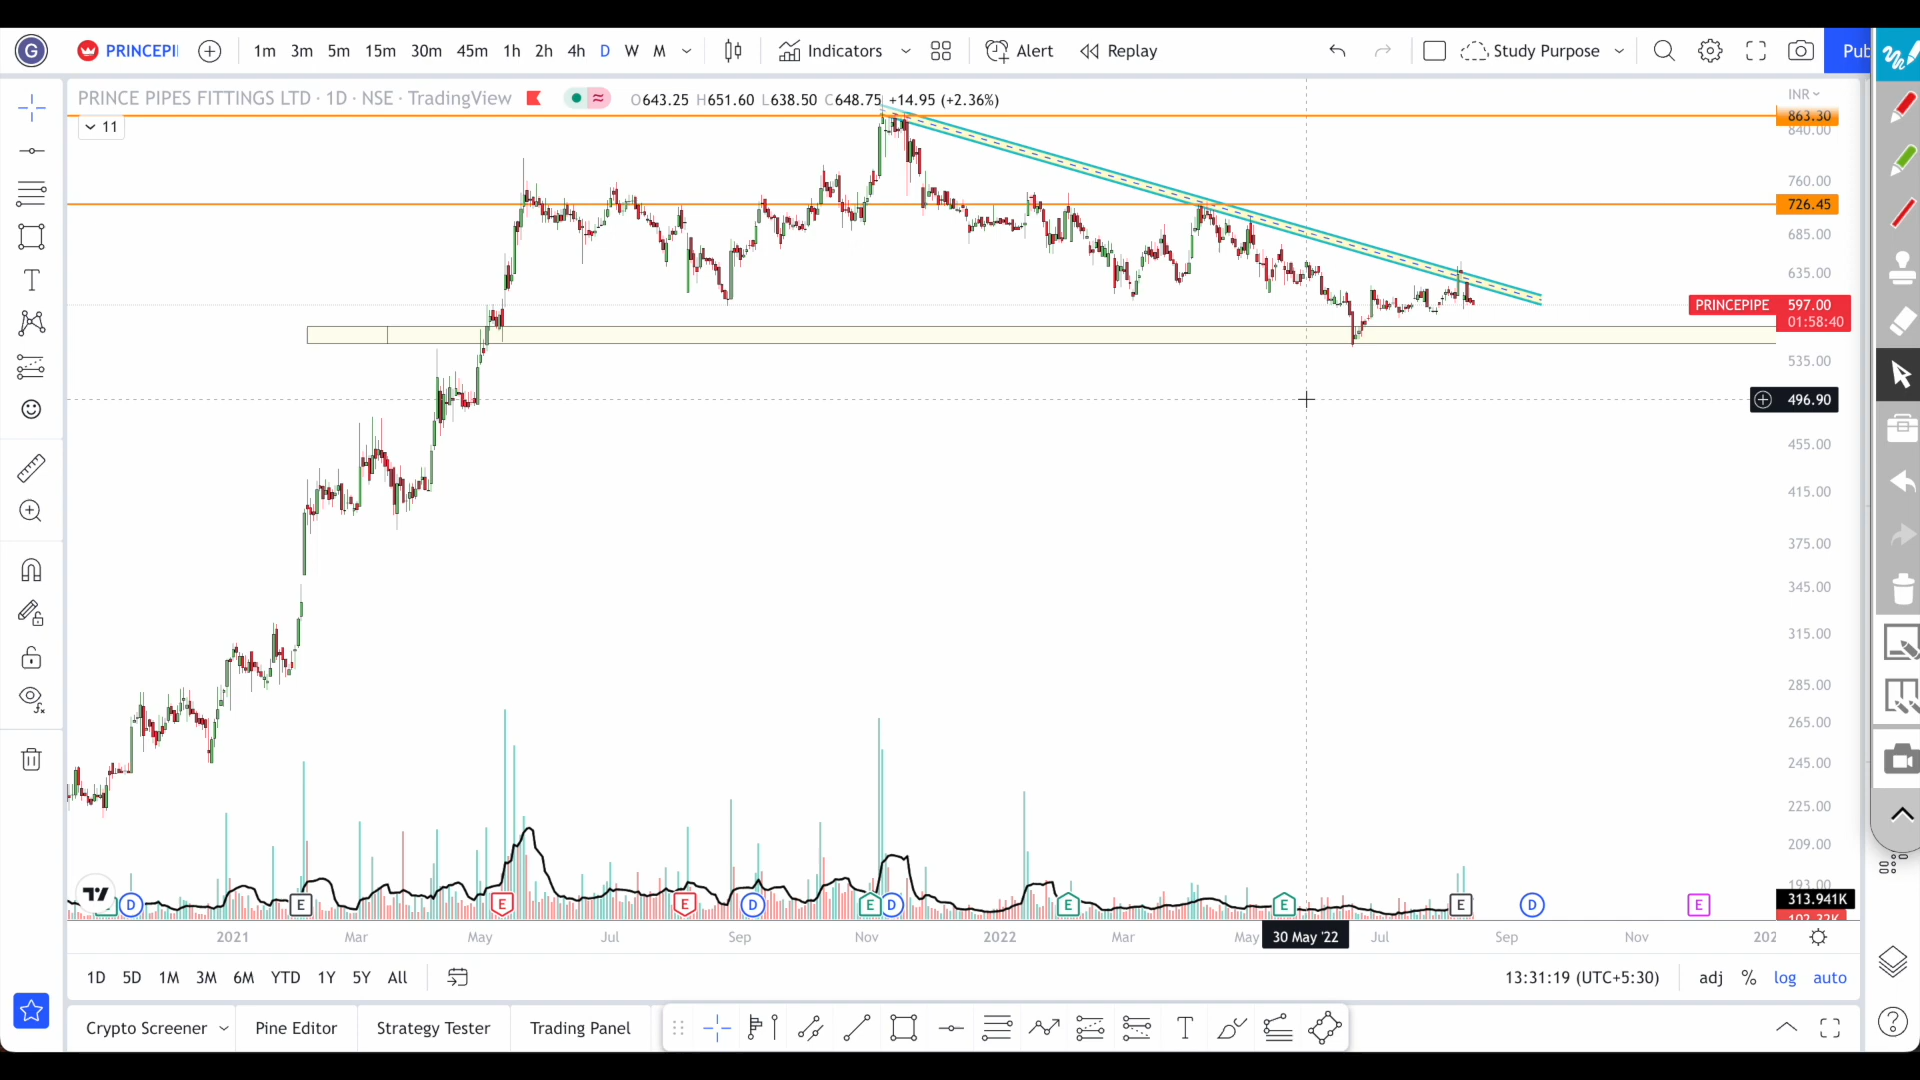 G PRINCEPI 1m 3m 5m 15m 30m 45m 1h 2h 4h D W M Indicators Alert Replay Study Purpose Pub
PRINCE PIPES FITTINGS LTD · 1D · NSE · TradingView O643.25 H651.60 L638.50 C648.75 +14.95 (+2.36%) INR
11
863.30
840.00
760.00
726.45
685.00
635.00
PRINCEPIPE 597.00
01:58:40
535.00
496.90
455.00
415.00
375.00
345.00
315.00
285.00
265.00
245.00
225.00
209.00
193.00
313.941K
D E E E D E D E E E D E
2021 Mar May Jul Sep Nov 2022 Mar May 30 May '22 Jul Sep Nov 202
1D 5D 1M 3M 6M YTD 1Y 5Y All 13:31:19 (UTC+5:30) adj % log auto
Crypto Screener Pine Editor Strategy Tester Trading Panel